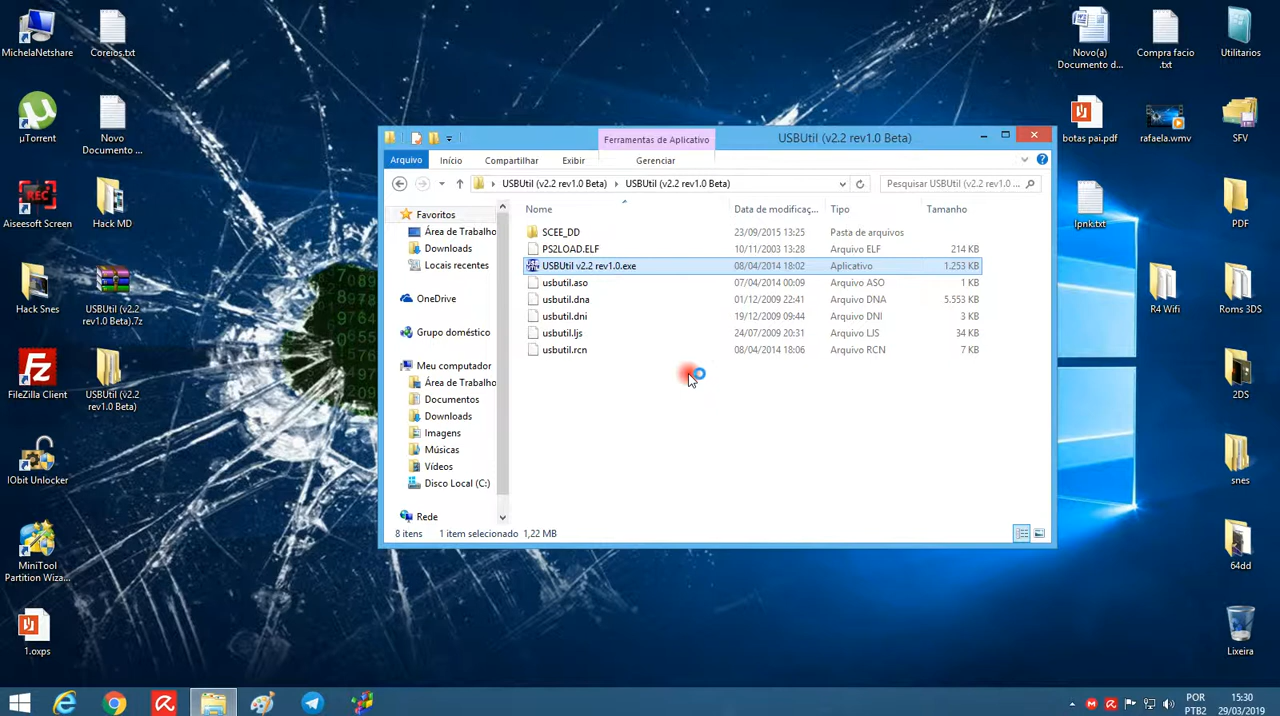 MichelaNetshare
Coreios.txt
µTorrent
Novo
Documento ...
REC
Aiseesoft Screen
Hack MD
Hack Snes
USBUtil (v2.2
rev1.0 Beta).7z
FileZilla Client
USBUtil (v2.2
rev1.0 Beta)
IObit Unlocker
MiniTool
Partition Wiza...
1.oxps
Ferramentas de Aplicativo
USBUtil (v2.2 rev1.0 Beta)
Arquivo
Início
Compartilhar
Exibir
Gerenciar
USBUtil (v2.2 rev1.0 Beta)
USBUtil (v2.2 rev1.0 Beta)
Pesquisar USBUtil (v2.2 rev1.0 ...
Favoritos
Área de Trabalho
Downloads
Locais recentes
OneDrive
Grupo doméstico
Meu computador
Área de Trabalho
Documentos
Downloads
Imagens
Músicas
Vídeos
Disco Local (C:)
Rede
Nome Data de modificaç... Tipo Tamanho
SCEE_DD 23/09/2015 13:25 Pasta de arquivos
PS2LOAD.ELF 10/11/2003 13:28 Arquivo ELF 214 KB
USBUtil v2.2 rev1.0.exe 08/04/2014 18:02 Aplicativo 1.253 KB
usbutil.aso 07/04/2014 00:09 Arquivo ASO 1 KB
usbutil.dna 01/12/2009 22:41 Arquivo DNA 5.553 KB
usbutil.dni 19/12/2009 09:44 Arquivo DNI 3 KB
usbutil.ljs 24/07/2009 20:31 Arquivo LJS 34 KB
usbutil.rcn 08/04/2014 18:06 Arquivo RCN 7 KB
8 itens 1 item selecionado 1,22 MB
Novo(a)
Documento d...
Compra facio
.txt
Utilitarios
botas pai.pdf
rafaela.wmv
SFV
lpnk.txt
PDF
R4 Wifi
Roms 3DS
2DS
snes
64dd
Lixeira
POR
PTB2
15:30
29/03/2019